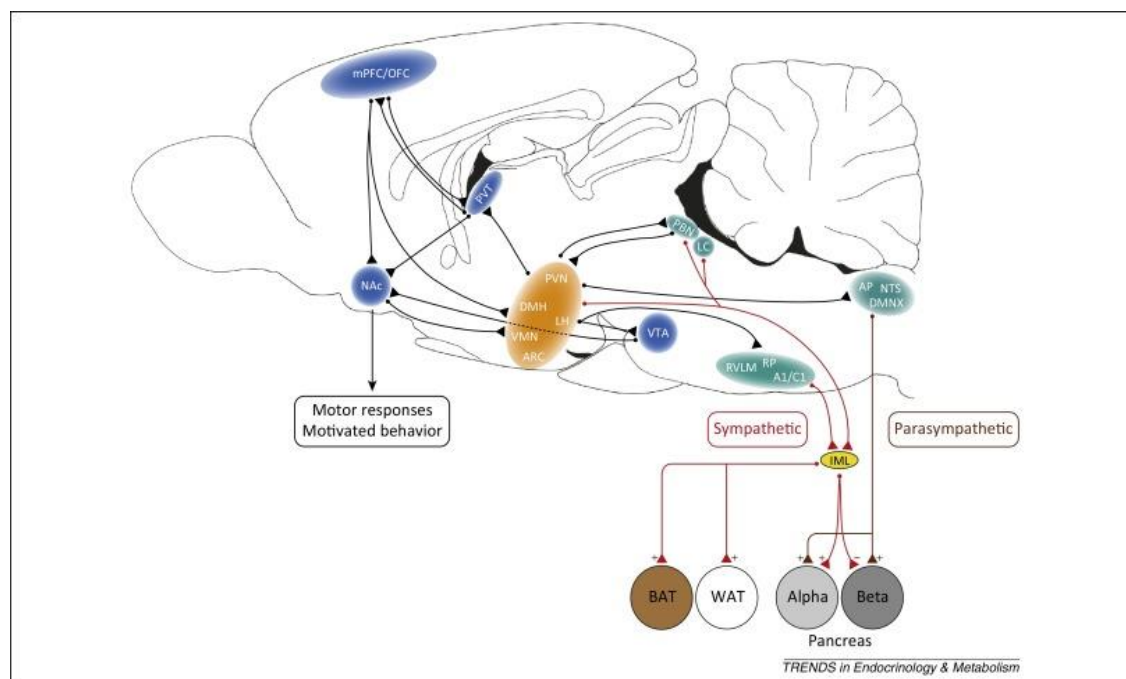 mPFC/OFC
PVT
PBN
LC
NAc
PVN
DMH
LH
VMN
ARC
VTA
AP NTS
DMNX
RVLM RP
A1/C1
Motor responses
Motivated behavior
Sympathetic
Parasympathetic
IML
+ + + + − +
BAT WAT Alpha Beta
Pancreas
TRENDS in Endocrinology & Metabolism